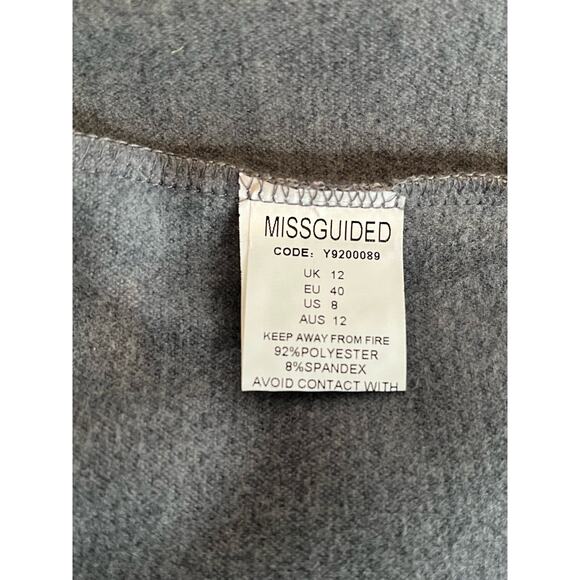 MISSGUIDED
CODE: Y9200089
UK 12
EU 40
US 8
AUS 12
KEEP AWAY FROM FIRE
92%POLYESTER
8%SPANDEX
AVOID CONTACT WITH